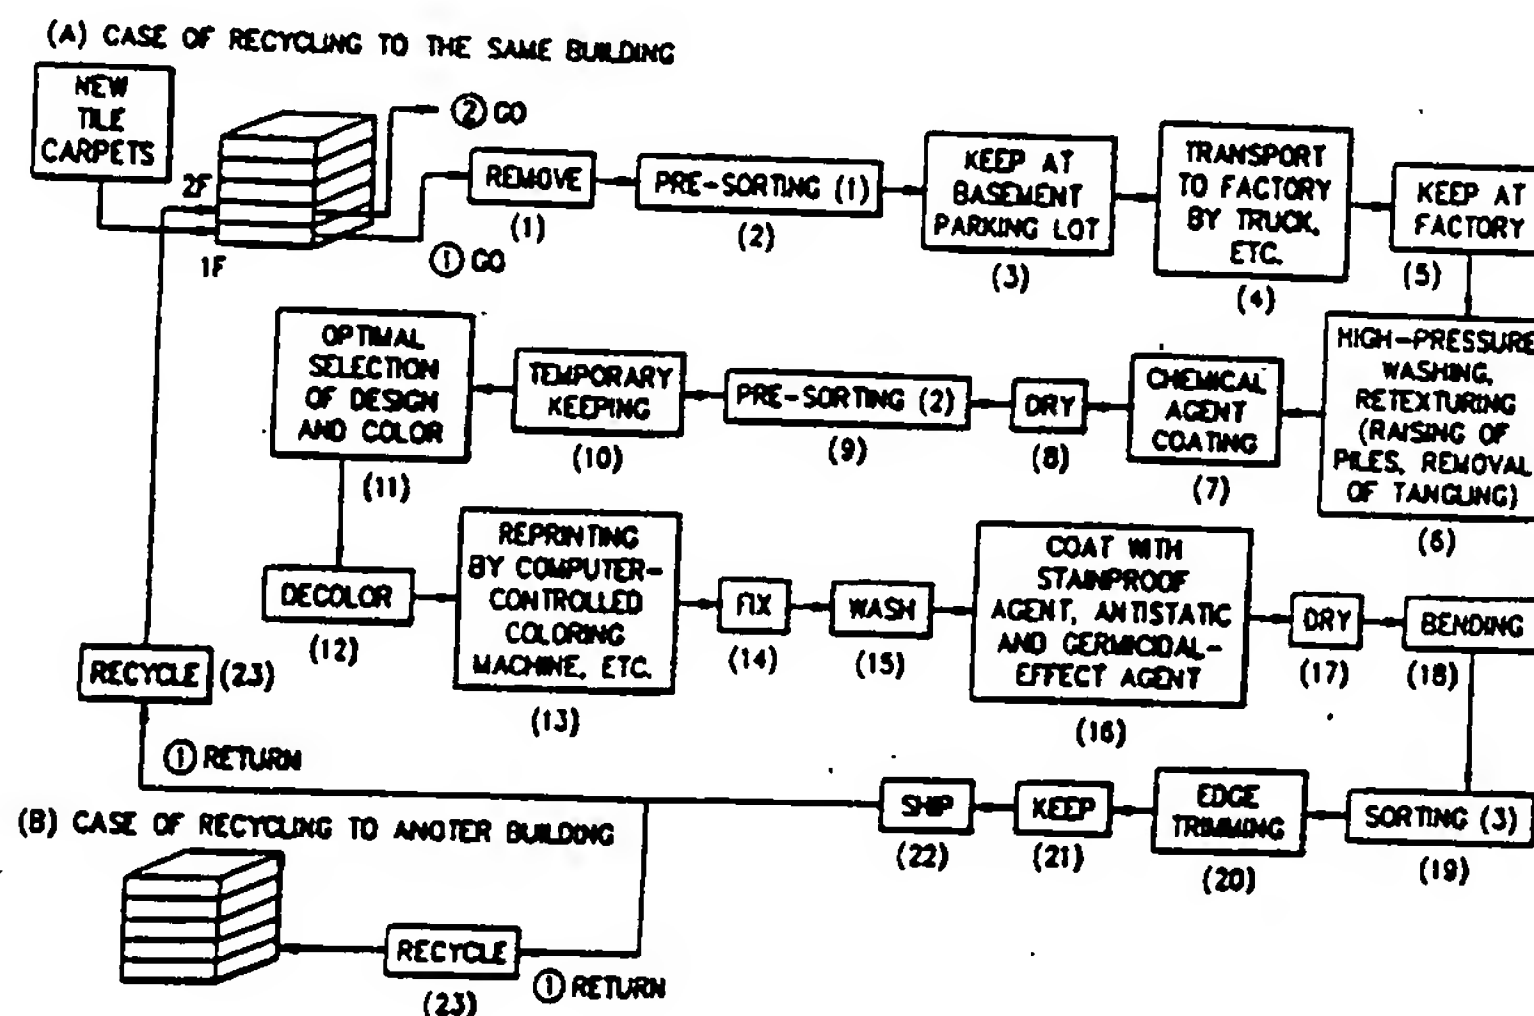 (A) CASE OF RECYCLING TO THE SAME BUILDING
NEW
TILE
CARPETS
2F
1F
② GO
① GO
REMOVE
(1)
PRE-SORTING (1)
(2)
KEEP AT
BASEMENT
PARKING LOT
(3)
TRANSPORT
TO FACTORY
BY TRUCK,
ETC.
(4)
KEEP AT
FACTORY
(5)
HIGH-PRESSURE
WASHING,
RETEXTURING
(RAISING OF
PILES, REMOVAL
OF TANGLING)
(6)
CHEMICAL
AGENT
COATING
(7)
DRY
(8)
PRE-SORTING (2)
(9)
TEMPORARY
KEEPING
(10)
OPTIMAL
SELECTION
OF DESIGN
AND COLOR
(11)
DECOLOR
(12)
REPRINTING
BY COMPUTER-
CONTROLLED
COLORING
MACHINE, ETC.
(13)
FIX
(14)
WASH
(15)
COAT WITH
STAINPROOF
AGENT, ANTISTATIC
AND GERMICIDAL-
EFFECT AGENT
(16)
DRY
(17)
BENDING
(18)
SORTING (3)
(19)
EDGE
TRIMMING
(20)
KEEP
(21)
SHIP
(22)
RECYCLE (23)
① RETURN
(B) CASE OF RECYCLING TO ANOTER BUILDING
RECYCLE
(23)
① RETURN